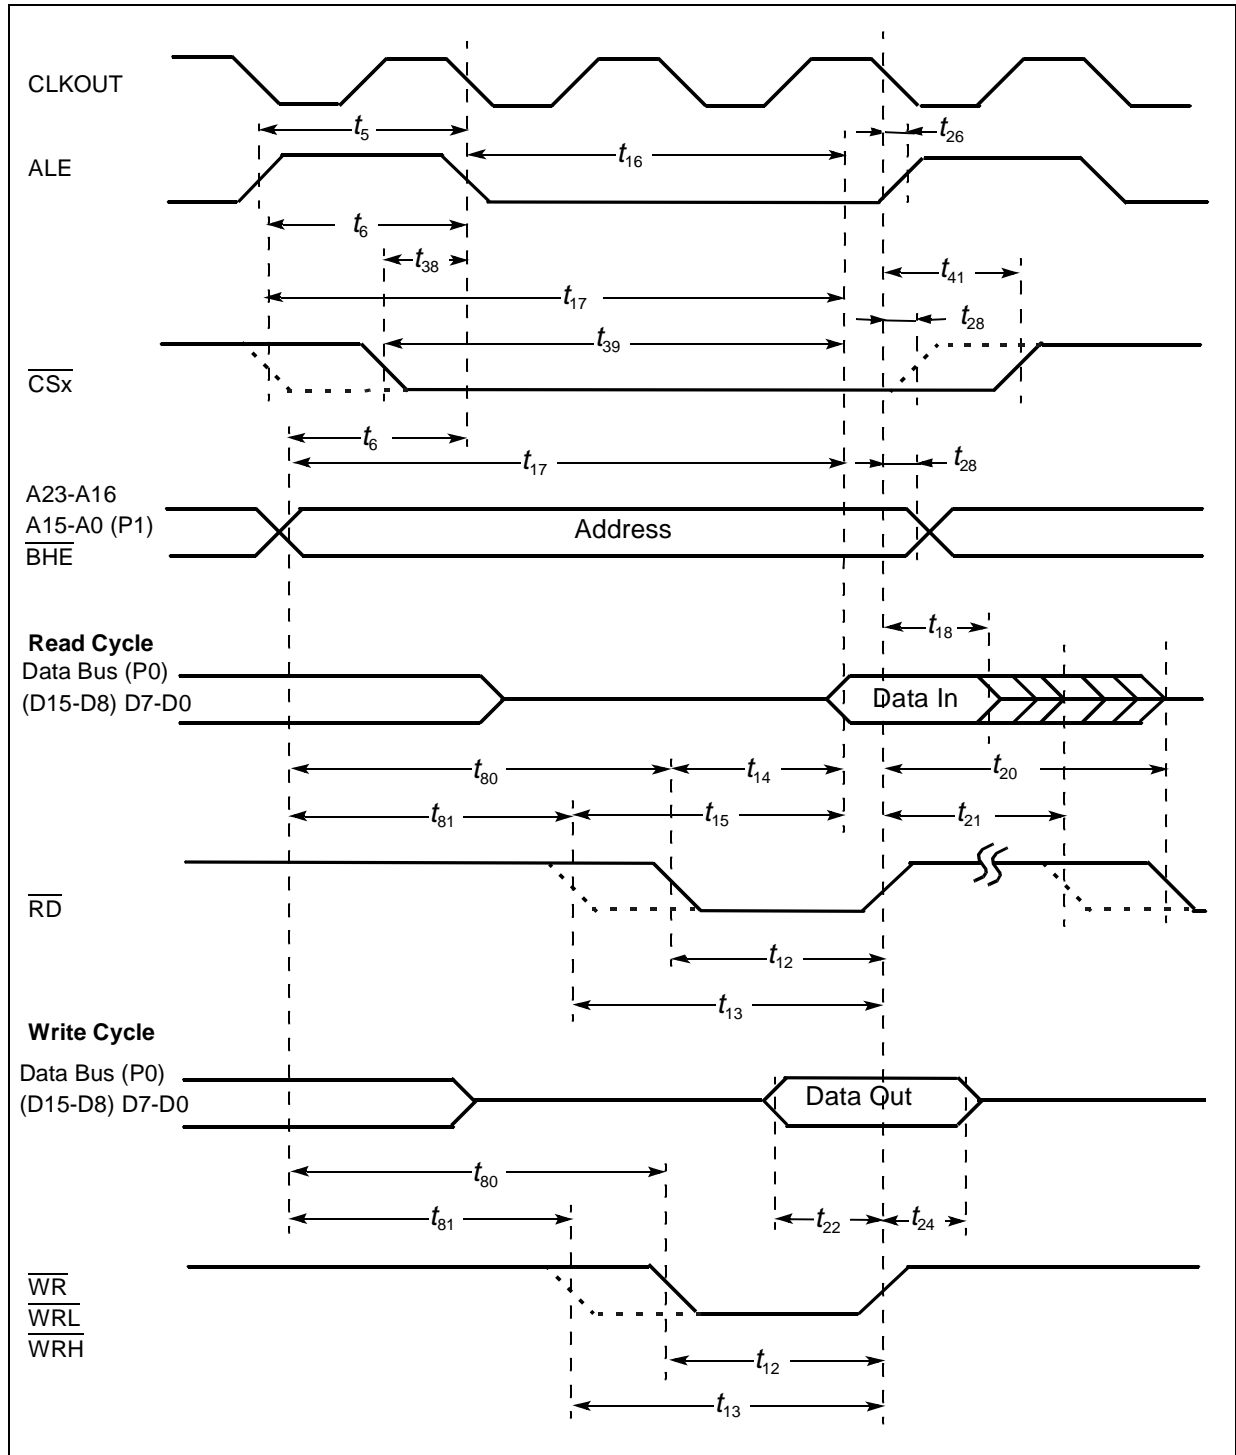 CLKOUT
t5
t26
ALE
t16
t6
t38
t41
t17
t28
t39
CSx
t6
t17
t28
A23-A16
A15-A0 (P1)
Address
BHE
t18
Read Cycle
Data Bus (P0)
(D15-D8) D7-D0
Data In
t80
t14
t20
t81
t15
t21
RD
t12
t13
Write Cycle
Data Bus (P0)
(D15-D8) D7-D0
Data Out
t80
t81
t22
t24
WR
WRL
WRH
t12
t13